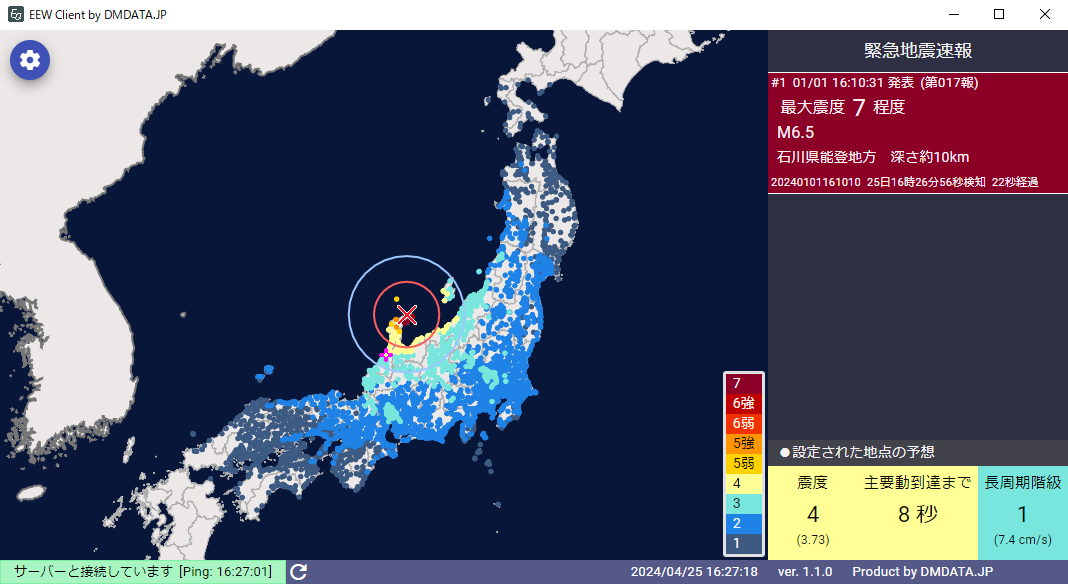 EEW Client by DMDATA.JP
緊急地震速報
#1 01/01 16:10:31 発表 (第017報)
最大震度 7 程度
M6.5
石川県能登地方 深さ約10km
20240101161010 25日16時26分56秒検知 22秒経過
7
6強
6弱
5強
5弱
4
3
2
1
●設定された地点の予想
震度 主要動到達まで 長周期階級
4 8 秒 1
(3.73) (7.4 cm/s)
サーバーと接続しています [Ping: 16:27:01]
2024/04/25 16:27:18 ver. 1.1.0 Product by DMDATA.JP